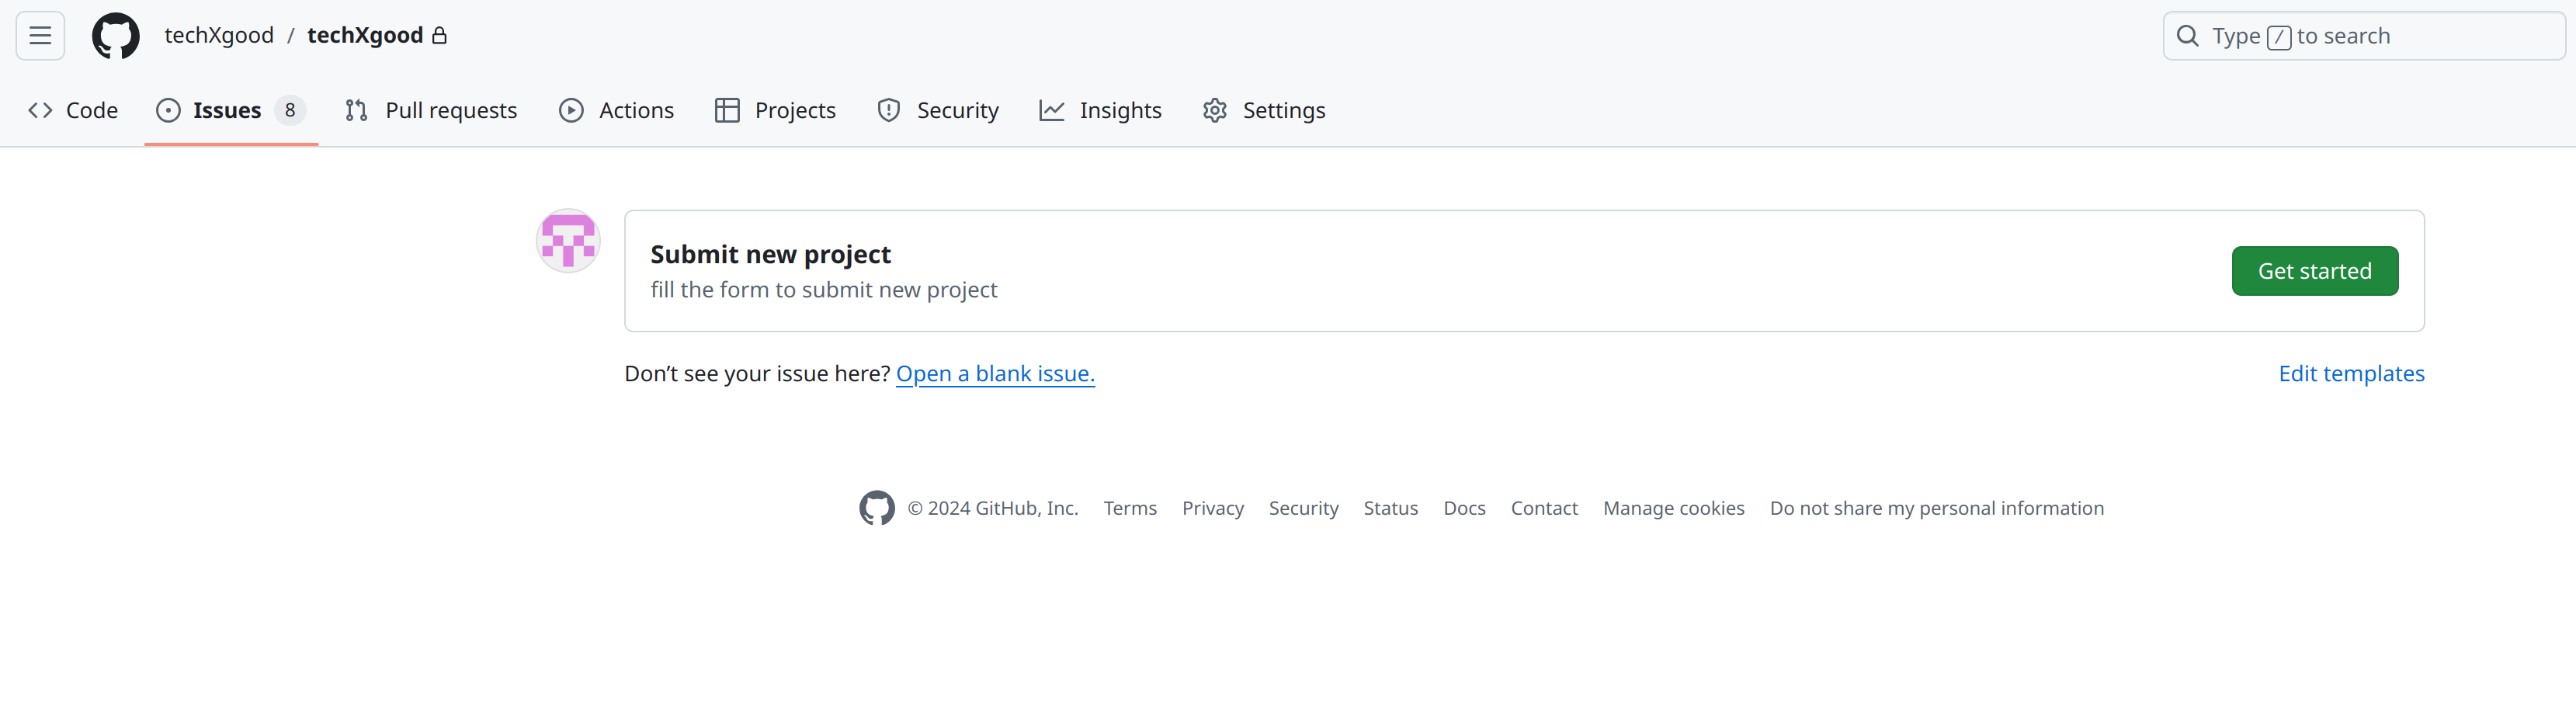 techXgood / techXgood
Type / to search
Code Issues 8 Pull requests Actions Projects Security Insights Settings
Submit new project
fill the form to submit new project
Get started
Don’t see your issue here? Open a blank issue.
Edit templates
© 2024 GitHub, Inc. Terms Privacy Security Status Docs Contact Manage cookies Do not share my personal information